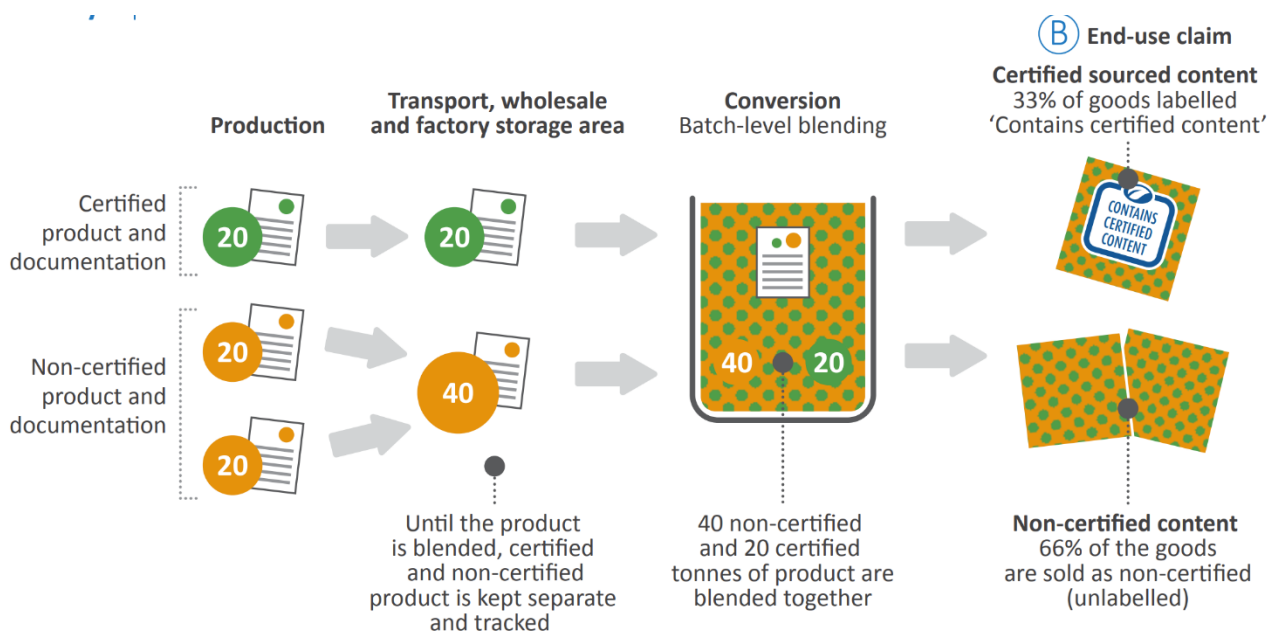 B End-use claim
Certified sourced content
33% of goods labelled
‘Contains certified content’
Transport, wholesale
and factory storage area
Conversion
Batch-level blending
Production
Certified
product and
documentation
20
20
CONTAINS
CERTIFIED
CONTENT
Non-certified
product and
documentation
20
20
40
40
20
Until the product
is blended, certified
and non-certified
product is kept separate
and tracked
40 non-certified
and 20 certified
tonnes of product are
blended together
Non-certified content
66% of the goods
are sold as non-certified
(unlabelled)